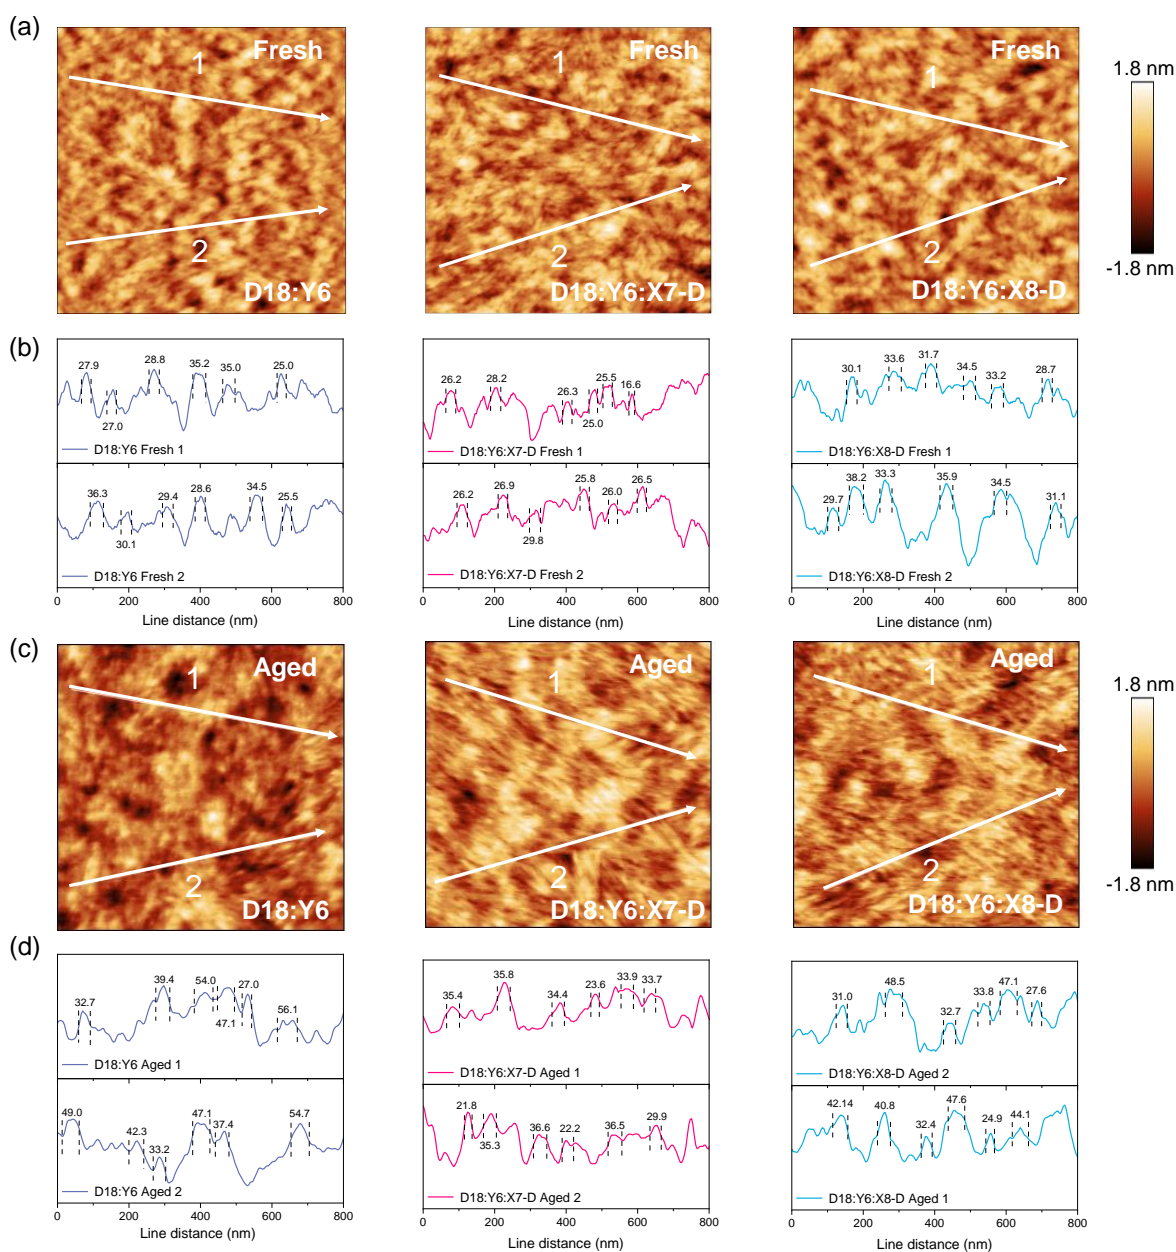 (a)
Fresh
1
2
D18:Y6
Fresh
1
2
D18:Y6:X7-D
Fresh
1
2
D18:Y6:X8-D
1.8 nm
-1.8 nm
(b)
27.9
28.8
35.2
35.0
25.0
27.0
D18:Y6 Fresh 1
36.3
29.4
28.6
34.5
25.5
30.1
D18:Y6 Fresh 2
0 200 400 600 800
Line distance (nm)
26.2
28.2
26.3
25.5
16.6
25.0
D18:Y6:X7-D Fresh 1
26.2
26.9
25.8
26.0
26.5
29.8
D18:Y6:X7-D Fresh 2
0 200 400 600 800
Line distance (nm)
30.1
33.6
31.7
34.5
33.2
28.7
D18:Y6:X8-D Fresh 1
29.7
38.2
33.3
35.9
34.5
31.1
D18:Y6:X8-D Fresh 2
0 200 400 600 800
Line distance (nm)
(c)
Aged
1
2
D18:Y6
Aged
1
2
D18:Y6:X7-D
Aged
1
2
D18:Y6:X8-D
1.8 nm
-1.8 nm
(d)
32.7
39.4
54.0
27.0
47.1
56.1
D18:Y6 Aged 1
49.0
42.3
33.2
47.1
37.4
54.7
D18:Y6 Aged 2
0 200 400 600 800
Line distance (nm)
35.4
35.8
34.4
23.6
33.9
33.7
D18:Y6:X7-D Aged 1
21.8
35.3
36.6
22.2
36.5
29.9
D18:Y6:X7-D Aged 2
0 200 400 600 800
Line distance (nm)
31.0
48.5
32.7
33.8
47.1
27.6
D18:Y6:X8-D Aged 2
42.14
40.8
32.4
47.6
24.9
44.1
D18:Y6:X8-D Aged 1
0 200 400 600 800
Line distance (nm)